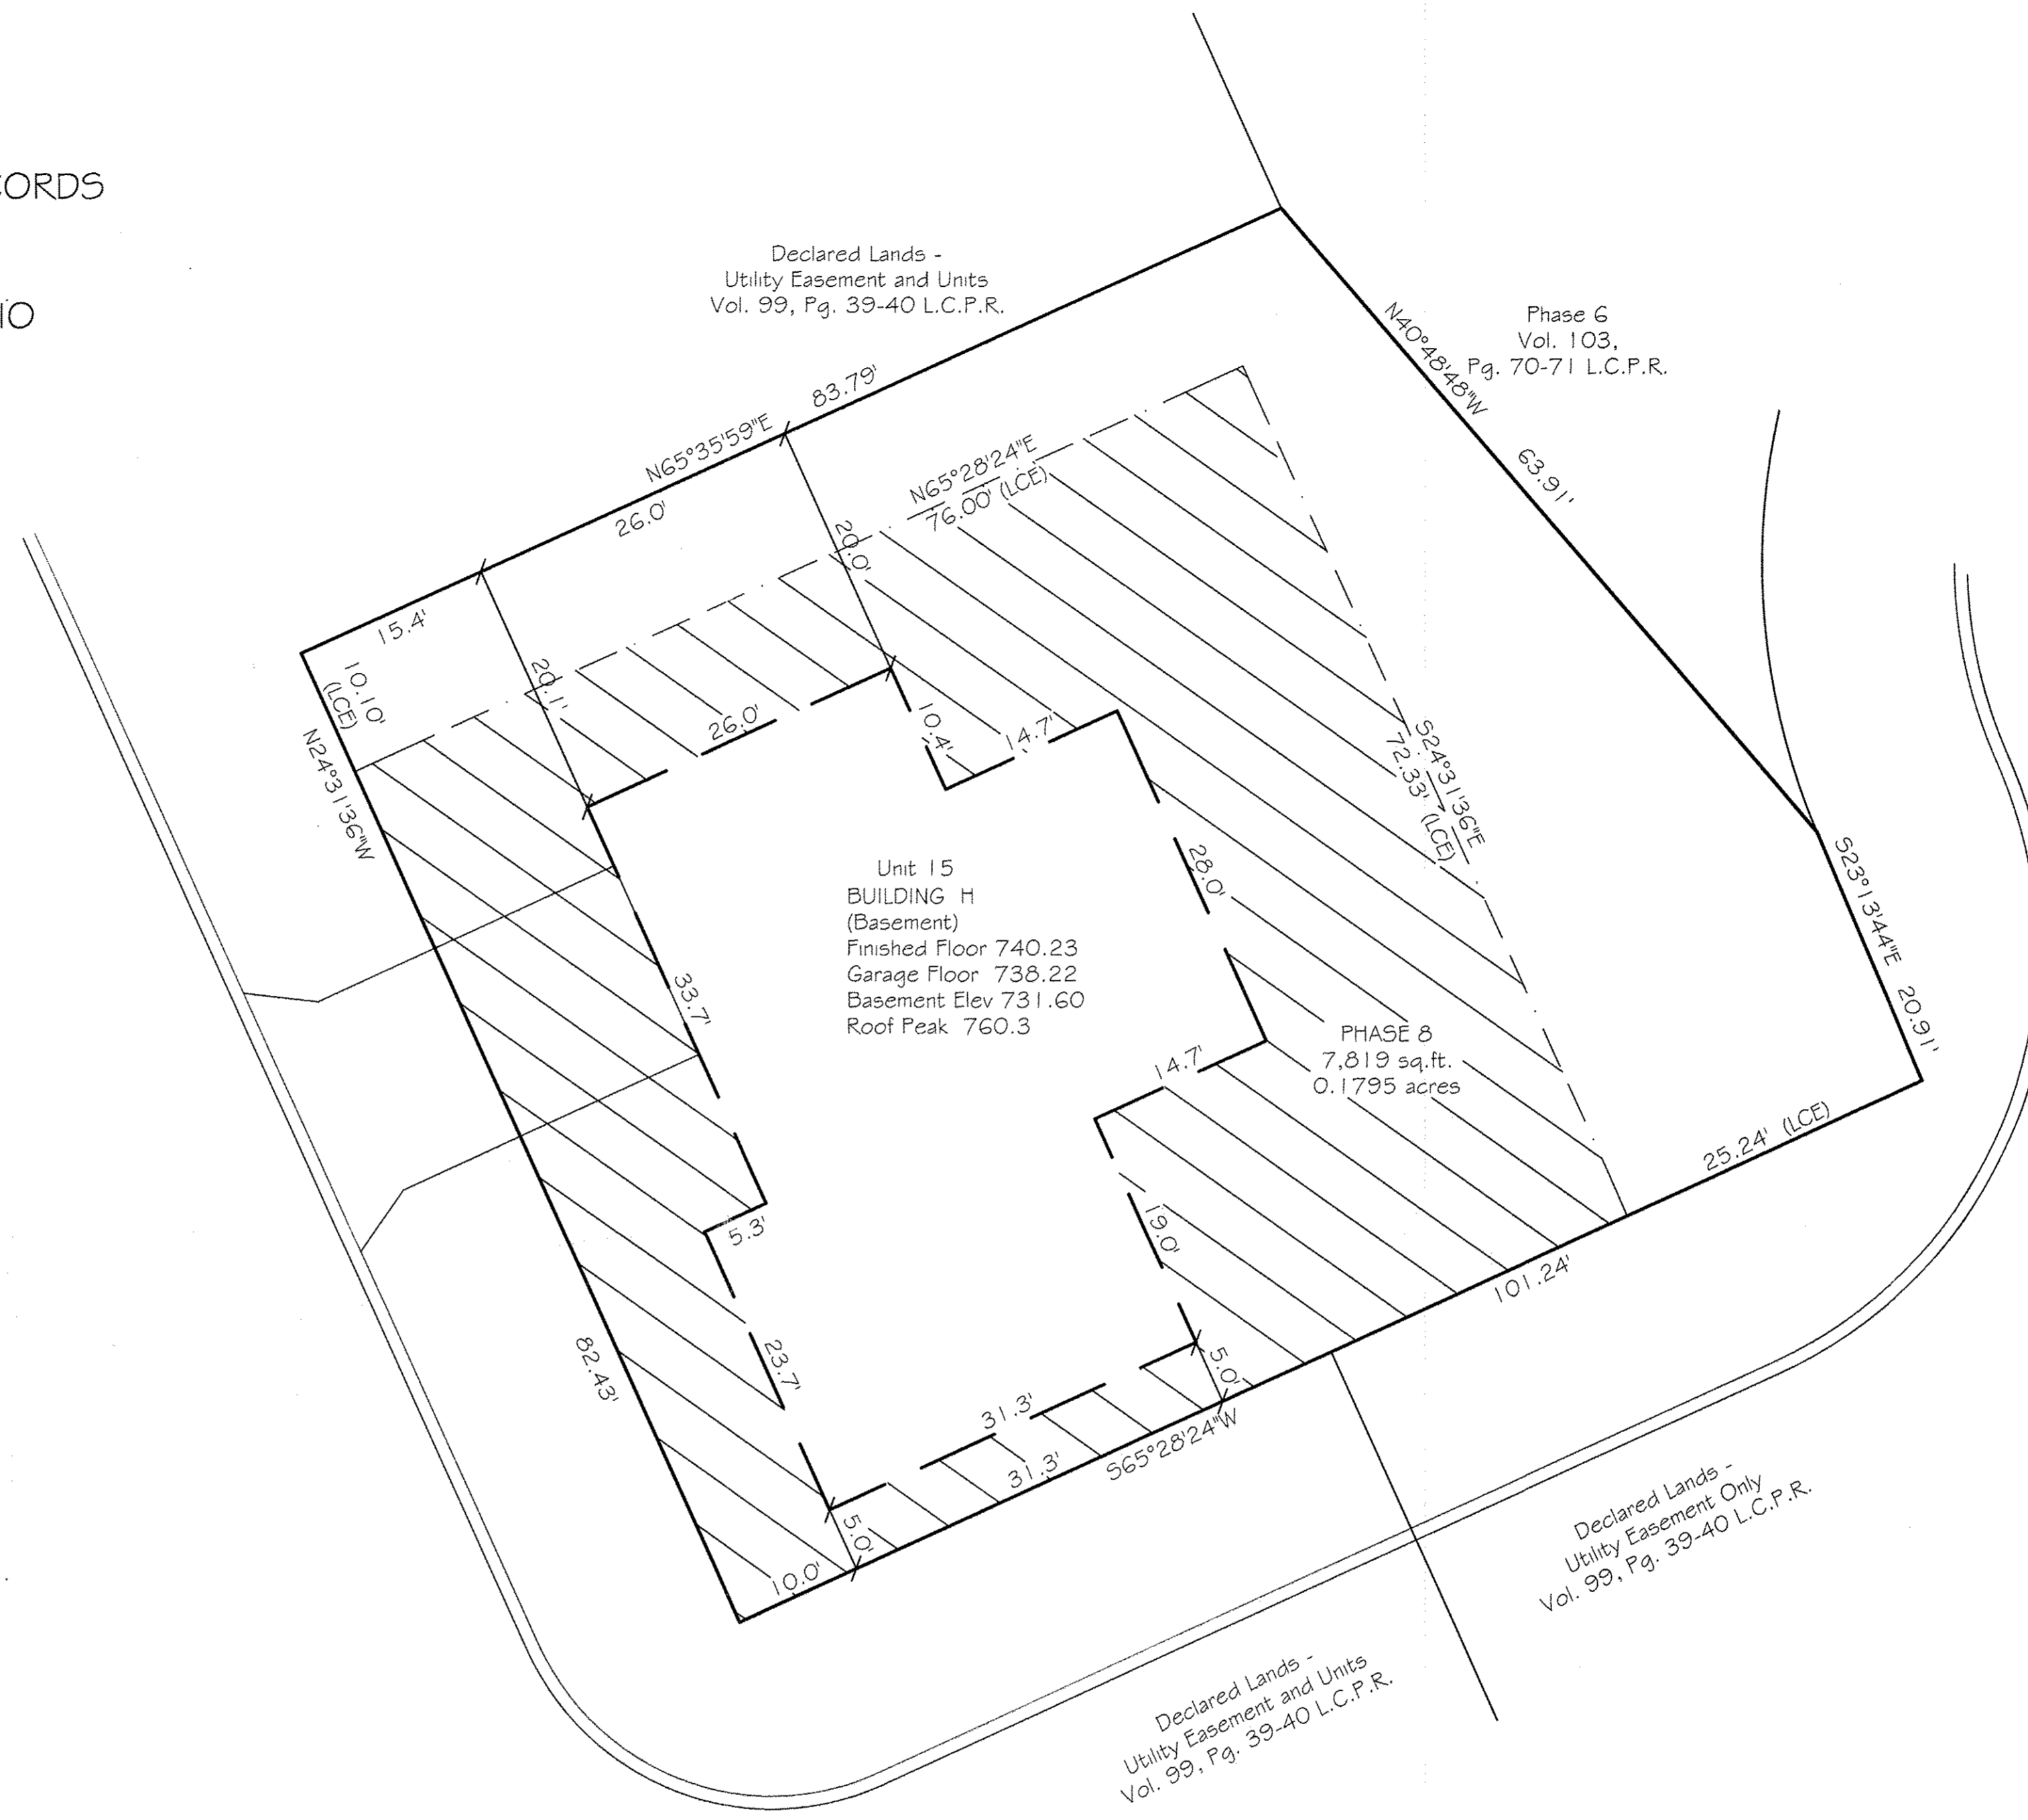 CORDS
IO
Declared Lands -
Utility Easement and Units
Vol. 99, Pg. 39-40 L.C.P.R.
Phase 6
Vol. 103,
Pg. 70-71 L.C.P.R.
N40°48'48"W
63.91'
83.79'
N65°35'59"E
26.0'
15.4'
N65°28'24"E
76.00' (LCE)
20.0'
20.1'
10.10'
(LCE)
N24°31'36"W
26.0'
10.4'
14.7'
S24°31'36"E
72.33' (LCE)
S23°13'44"E 20.91'
28.0'
Unit 15
BUILDING H
(Basement)
Finished Floor 740.23
Garage Floor 738.22
Basement Elev 731.60
Roof Peak 760.3
33.7'
PHASE 8
7,819 sq.ft.
0.1795 acres
14.7'
25.24' (LCE)
5.3'
19.0'
101.24'
82.43'
23.7'
5.0'
31.3'
31.3'
S65°28'24"W
5.0'
10.0'
Declared Lands -
Utility Easement Only
Vol. 99, Pg. 39-40 L.C.P.R.
Declared Lands -
Utility Easement and Units
Vol. 99, Pg. 39-40 L.C.P.R.